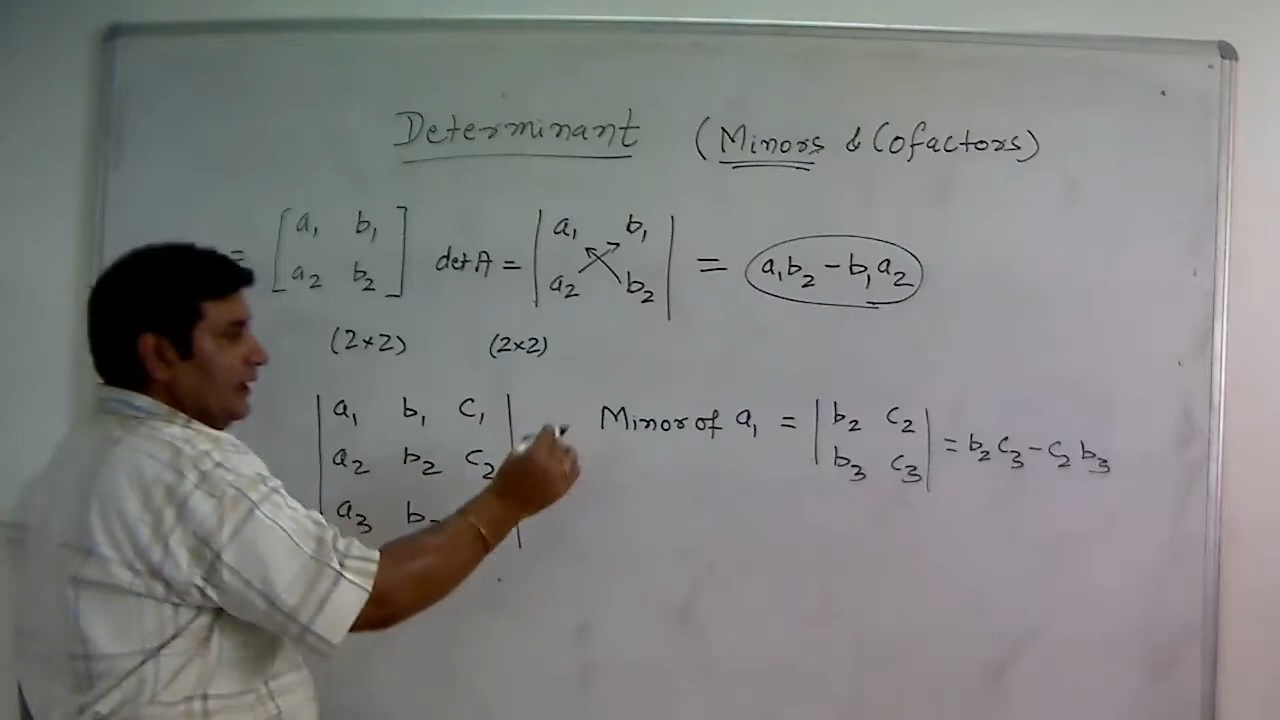 Determinant (Minors & Cofactors)
= [ a₁ b₁ ] det A = | a₁ b₁ | = a₁b₂ - b₁a₂
[ a₂ b₂ ] | a₂ b₂ |
(2×2) (2×2)
| a₁ b₁ c₁ | Minor of a₁ = | b₂ c₂ | = b₂c₃ - c₂b₃
| a₂ b₂ c₂ | b₃ c₃ |
| a₃ |